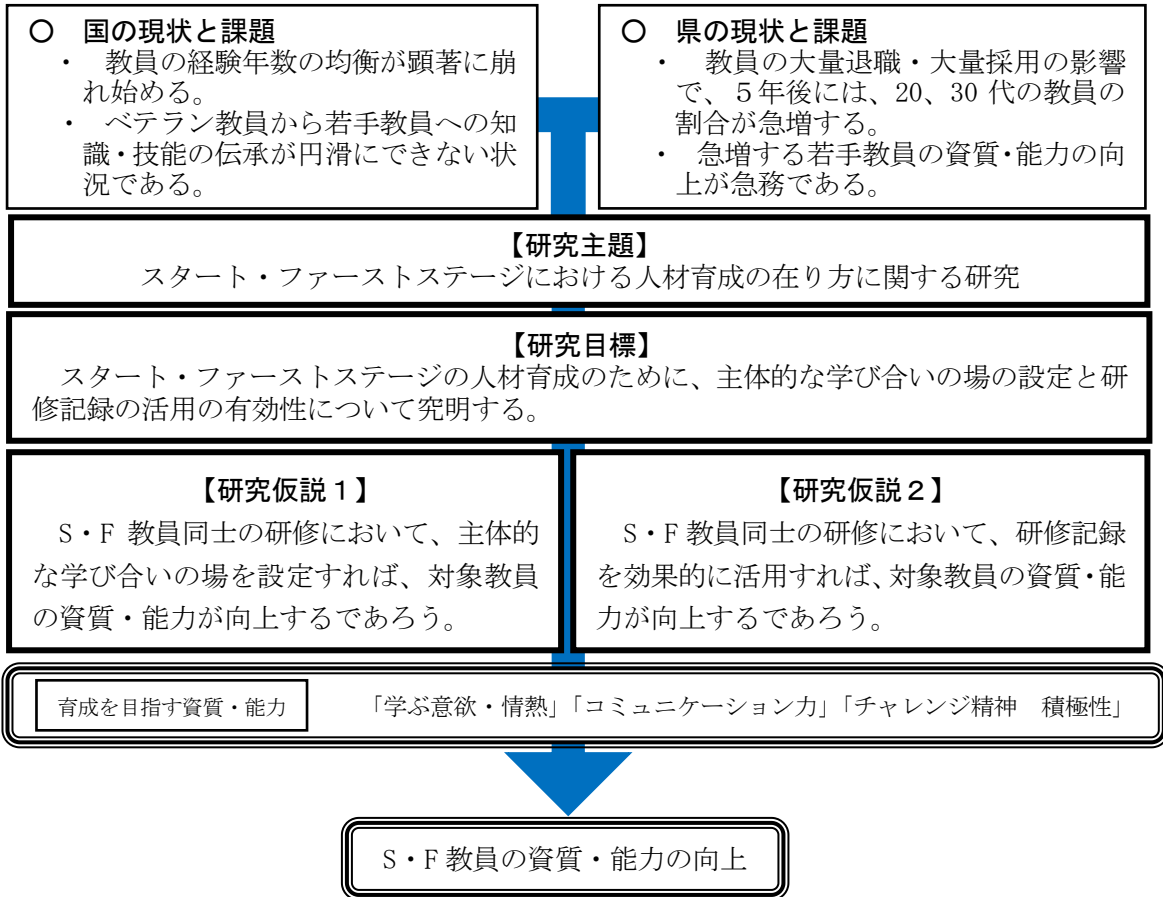 ○ 国の現状と課題
・ 教員の経験年数の均衡が顕著に崩
れ始める。
・ ベテラン教員から若手教員への知
識・技能の伝承が円滑にできない状
況である。
○ 県の現状と課題
・ 教員の大量退職・大量採用の影響
で、５年後には、20、30 代の教員の
割合が急増する。
・ 急増する若手教員の資質・能力の向
上が急務である。
【研究主題】
スタート・ファーストステージにおける人材育成の在り方に関する研究
【研究目標】
スタート・ファーストステージの人材育成のために、主体的な学び合いの場の設定と研
修記録の活用の有効性について究明する。
【研究仮説１】
S・F 教員同士の研修において、主体的
な学び合いの場を設定すれば、対象教員
の資質・能力が向上するであろう。
【研究仮説２】
S・F 教員同士の研修において、研修記録
を効果的に活用すれば、対象教員の資質・能
力が向上するであろう。
育成を目指す資質・能力 「学ぶ意欲・情熱」「コミュニケーション力」「チャレンジ精神　積極性」
S・F 教員の資質・能力の向上